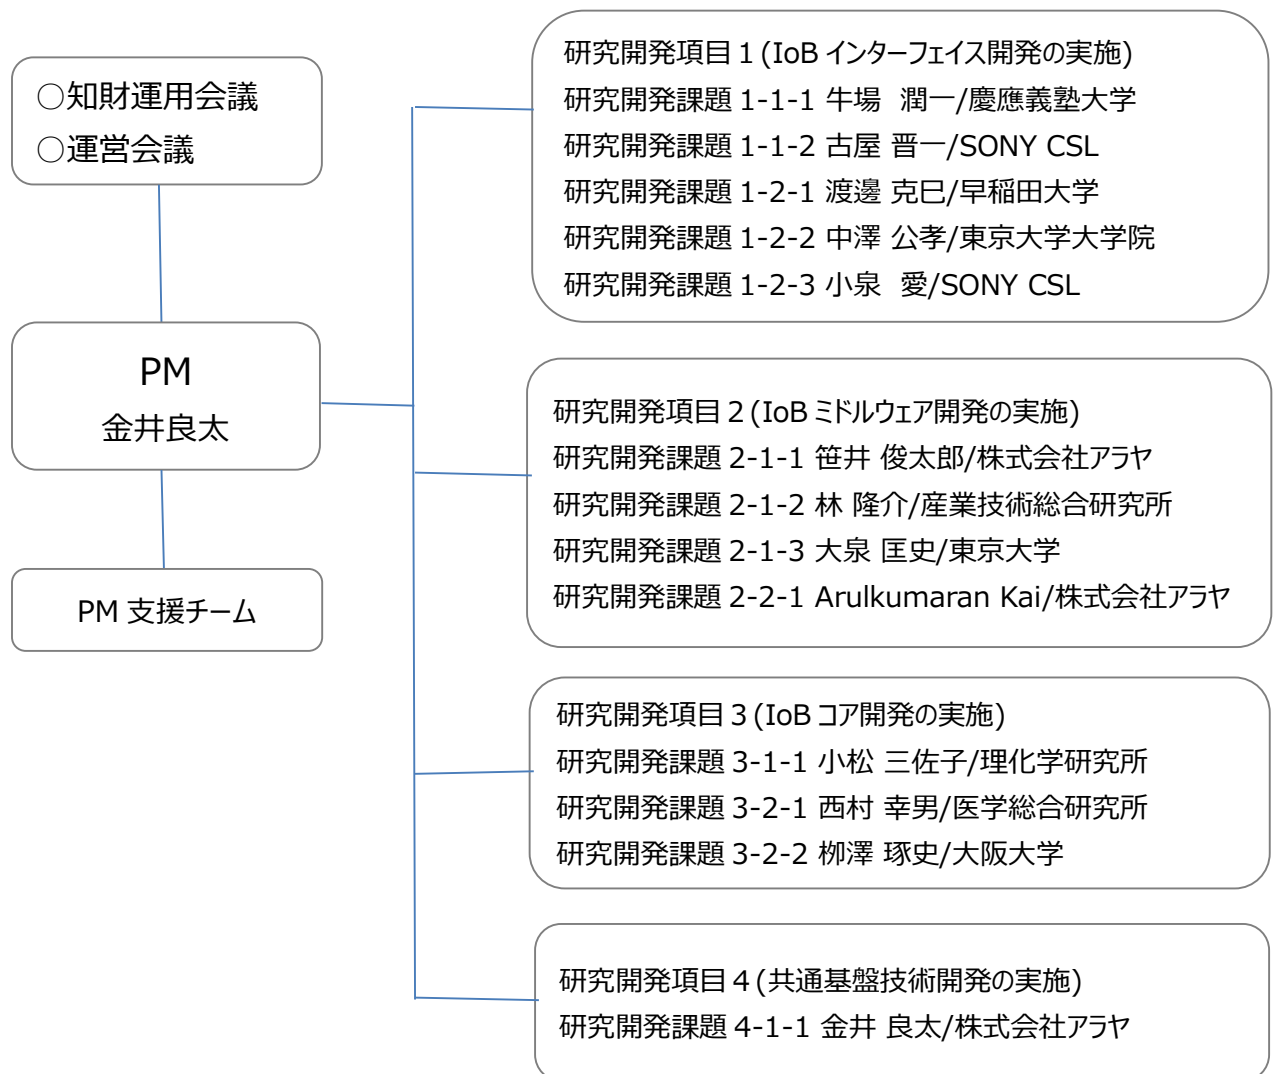 ○知財運用会議
○運営会議
PM
金井良太
PM 支援チーム
研究開発項目１(IoB インターフェイス開発の実施)
研究開発課題 1-1-1 牛場 潤一/慶應義塾大学
研究開発課題 1-1-2 古屋 晋一/SONY CSL
研究開発課題 1-2-1 渡邊 克巳/早稲田大学
研究開発課題 1-2-2 中澤 公孝/東京大学大学院
研究開発課題 1-2-3 小泉 愛/SONY CSL
研究開発項目２(IoB ミドルウェア開発の実施)
研究開発課題 2-1-1 笹井 俊太郎/株式会社アラヤ
研究開発課題 2-1-2 林 隆介/産業技術総合研究所
研究開発課題 2-1-3 大泉 匡史/東京大学
研究開発課題 2-2-1 Arulkumaran Kai/株式会社アラヤ
研究開発項目３(IoB コア開発の実施)
研究開発課題 3-1-1 小松 三佐子/理化学研究所
研究開発課題 3-2-1 西村 幸男/医学総合研究所
研究開発課題 3-2-2 栁澤 琢史/大阪大学
研究開発項目４(共通基盤技術開発の実施)
研究開発課題 4-1-1 金井 良太/株式会社アラヤ